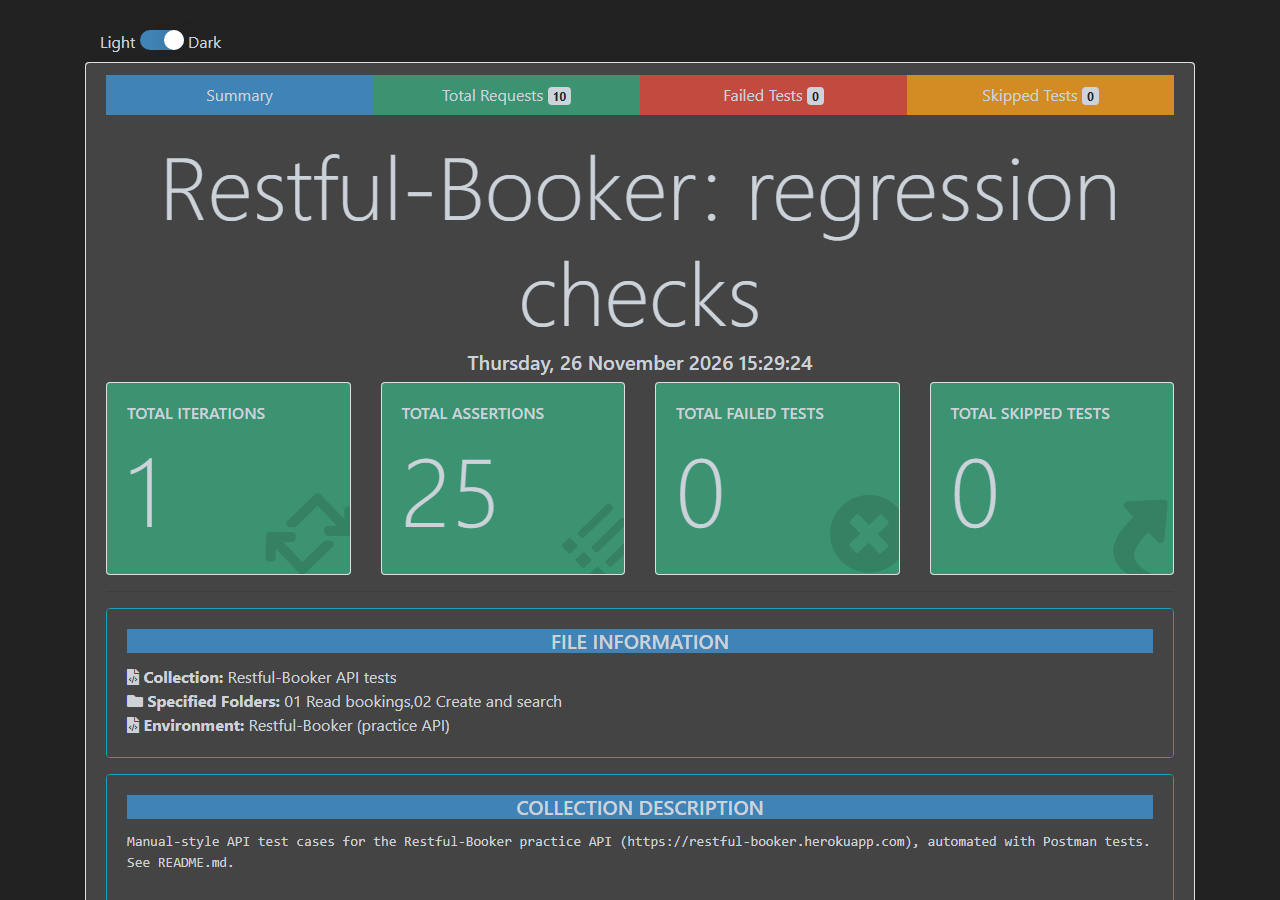 Light Dark
Summary Total Requests 10 Failed Tests 0 Skipped Tests 0
Restful-Booker: regression
checks
Thursday, 26 November 2026 15:29:24
TOTAL ITERATIONS TOTAL ASSERTIONS TOTAL FAILED TESTS TOTAL SKIPPED TESTS
1 25 0 0
FILE INFORMATION
Collection: Restful-Booker API tests
Specified Folders: 01 Read bookings,02 Create and search
Environment: Restful-Booker (practice API)
COLLECTION DESCRIPTION
Manual-style API test cases for the Restful-Booker practice API (https://restful-booker.herokuapp.com), automated with Postman tests.
See README.md.